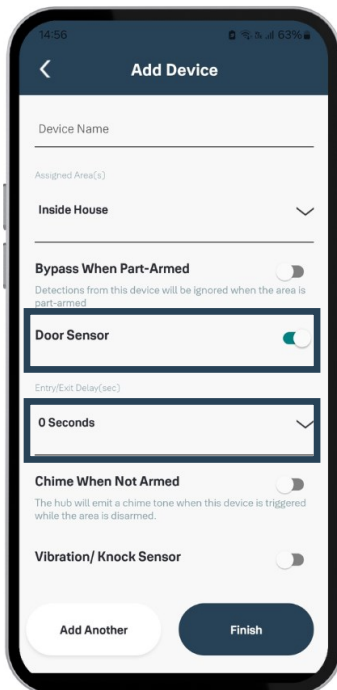 14:56
63%
Add Device
Device Name
Assigned Area(s)
Inside House
Bypass When Part-Armed
Detections from this device will be ignored when the area is
part-armed
Door Sensor
Entry/Exit Delay(sec)
0 Seconds
Chime When Not Armed
The hub will emit a chime tone when this device is triggered
while the area is disarmed.
Vibration/ Knock Sensor
Add Another
Finish